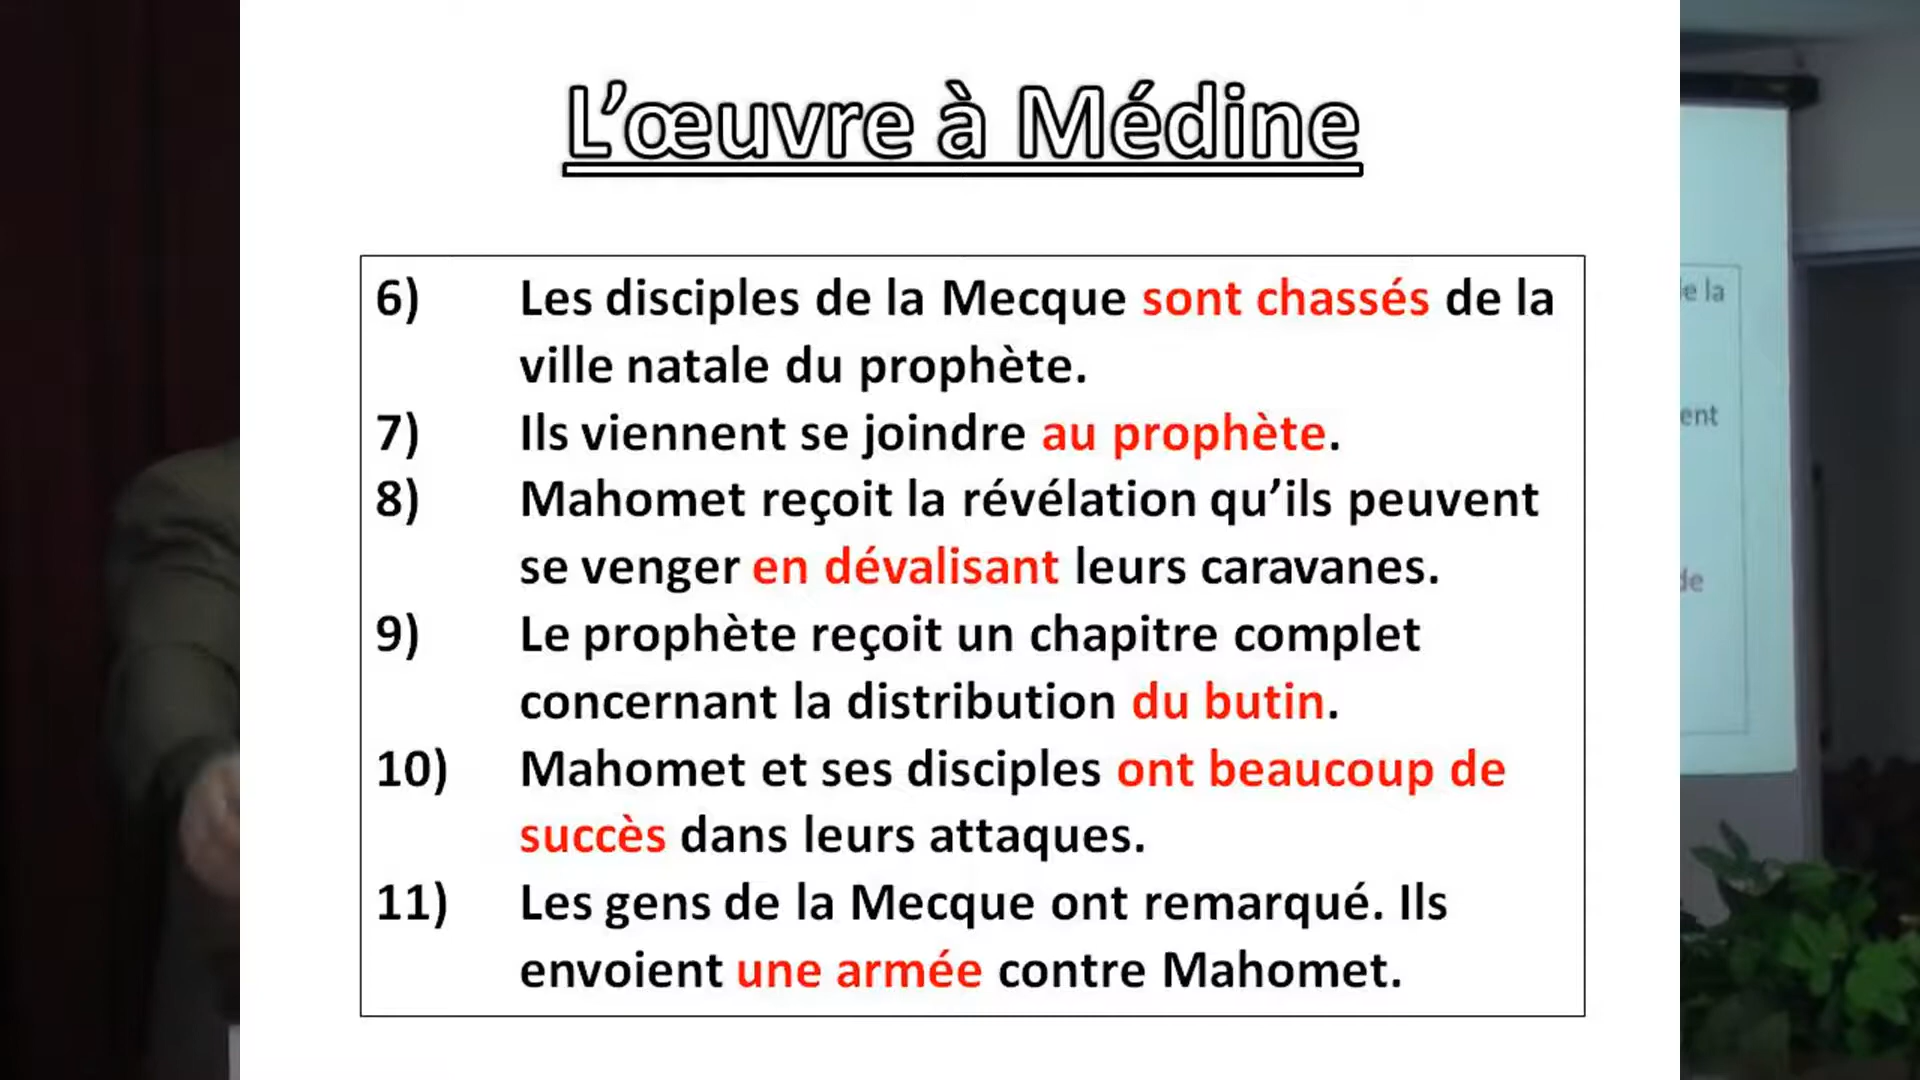 L'œuvre à Médine
6) Les disciples de la Mecque sont chassés de la
ville natale du prophète.
7) Ils viennent se joindre au prophète.
8) Mahomet reçoit la révélation qu'ils peuvent
se venger en dévalisant leurs caravanes.
9) Le prophète reçoit un chapitre complet
concernant la distribution du butin.
10) Mahomet et ses disciples ont beaucoup de
succès dans leurs attaques.
11) Les gens de la Mecque ont remarqué. Ils
envoient une armée contre Mahomet.
la